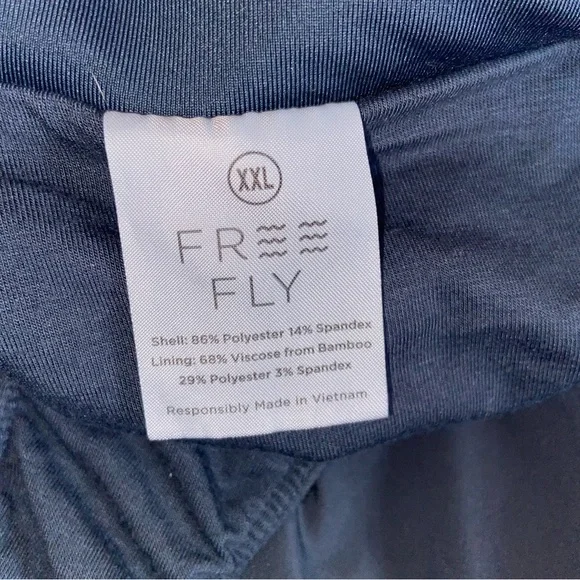 XXL
FREE
FLY
Shell: 86% Polyester 14% Spandex
Lining: 68% Viscose from Bamboo
29% Polyester 3% Spandex
Responsibly Made in Vietnam